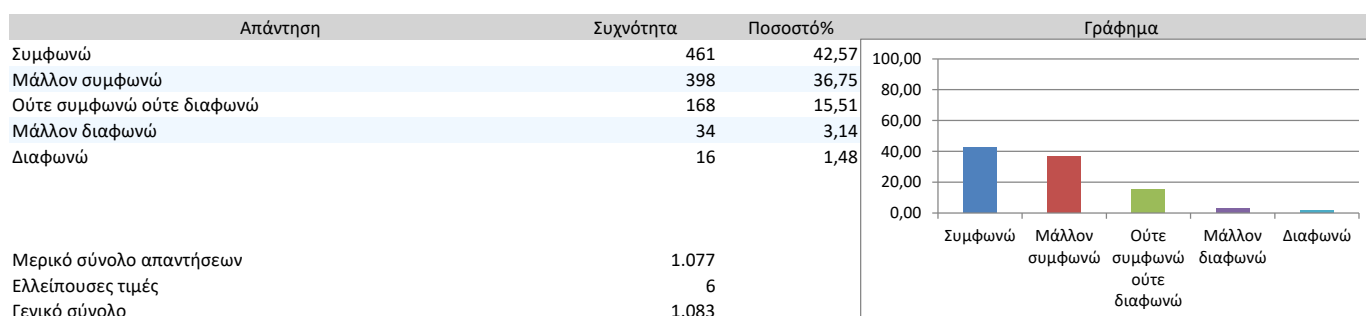 Απάντηση Συχνότητα Ποσοστό% Γράφημα
Συμφωνώ 461 42,57
Μάλλον συμφωνώ 398 36,75
Ούτε συμφωνώ ούτε διαφωνώ 168 15,51
Μάλλον διαφωνώ 34 3,14
Διαφωνώ 16 1,48
Μερικό σύνολο απαντήσεων 1.077
Ελλείπουσες τιμές 6
Γενικό σύνολο 1.083
100,00
80,00
60,00
40,00
20,00
0,00
Συμφωνώ Μάλλον Ούτε Μάλλον Διαφωνώ
συμφωνώ συμφωνώ διαφωνώ
ούτε
διαφωνώ